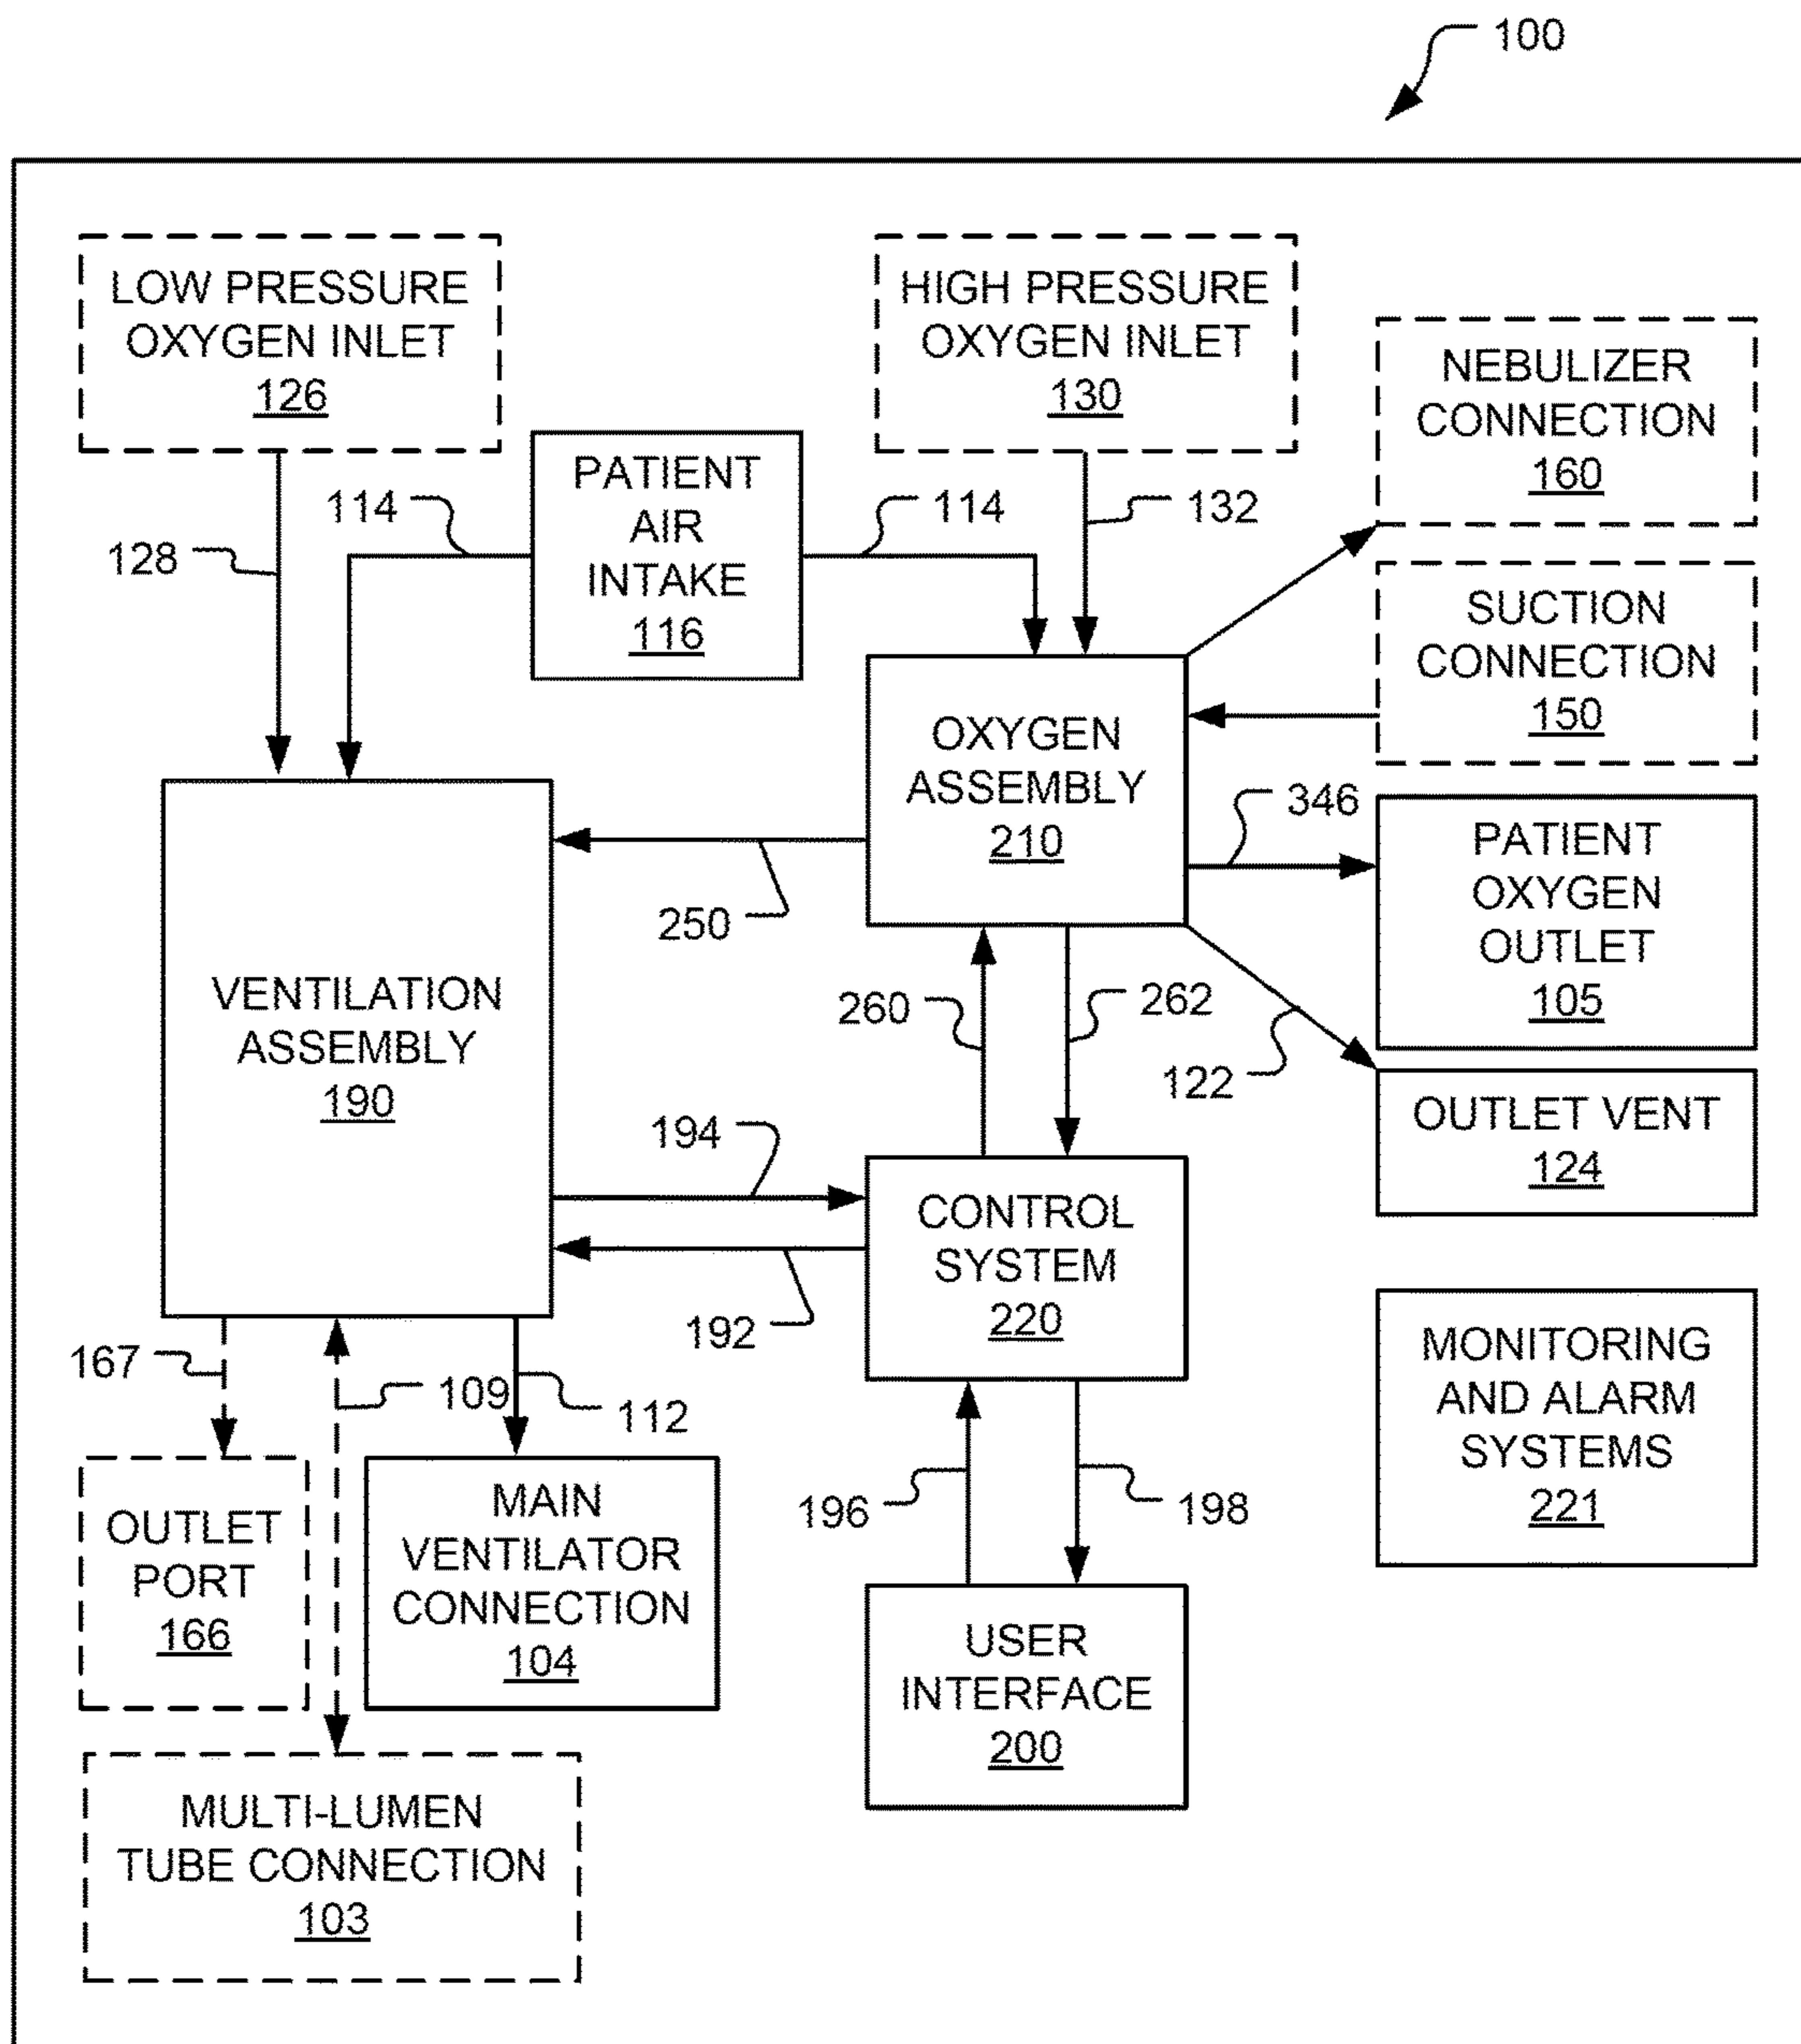 100
LOW PRESSURE
OXYGEN INLET
126
HIGH PRESSURE
OXYGEN INLET
130
NEBULIZER
CONNECTION
160
PATIENT
AIR
INTAKE
116
114
114
132
128
SUCTION
CONNECTION
150
OXYGEN
ASSEMBLY
210
346
PATIENT
OXYGEN
OUTLET
105
250
VENTILATION
ASSEMBLY
190
260
262
122
OUTLET VENT
124
194
CONTROL
SYSTEM
220
192
MONITORING
AND ALARM
SYSTEMS
221
167
109
112
196
198
OUTLET
PORT
166
MAIN
VENTILATOR
CONNECTION
104
USER
INTERFACE
200
MULTI-LUMEN
TUBE CONNECTION
103